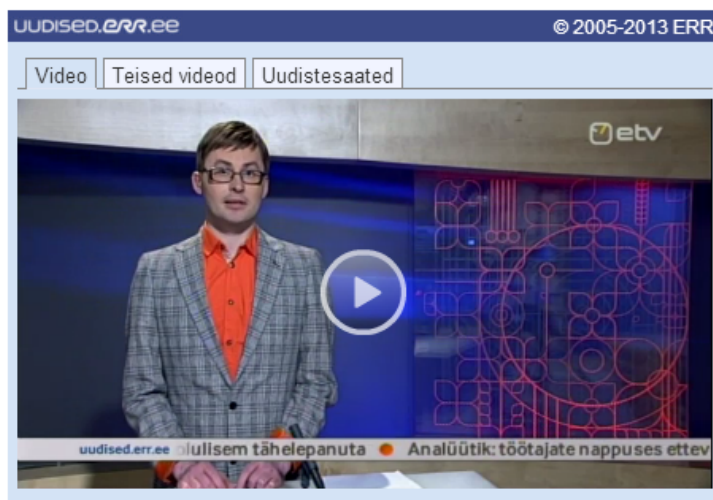 uudised.err.ee © 2005-2013 ERR
Video Teised videod Uudistesaated
etv
uudised.err.ee olulisem tähelepanuta Analüütik: töötajate nappuses ettev